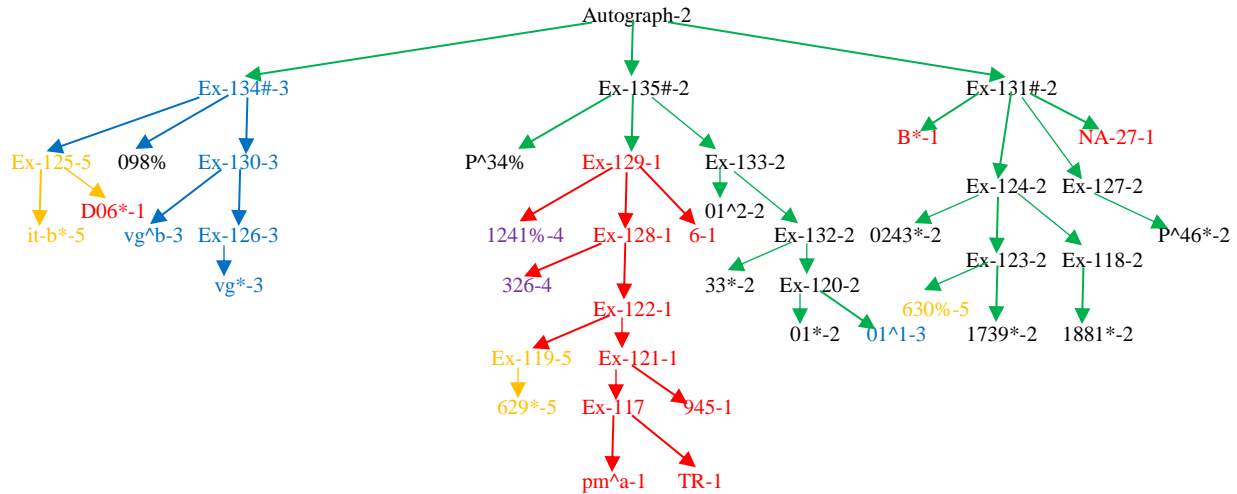 Autograph-2
Ex-134#-3 Ex-135#-2 Ex-131#-2
B*-1 NA-27-1
Ex-125-5 098% Ex-130-3 P^34% Ex-129-1 Ex-133-2
Ex-124-2 Ex-127-2
D06*-1 01^2-2
it-b*-5 vg^b-3 Ex-126-3 1241%-4 Ex-128-1 6-1 Ex-132-2 0243*-2 P^46*-2
Ex-123-2 Ex-118-2
vg*-3 326-4 33*-2 Ex-120-2
Ex-122-1 630%-5
01*-2 01^1-3 1739*-2 1881*-2
Ex-119-5 Ex-121-1
629*-5 Ex-117 945-1
pm^a-1 TR-1